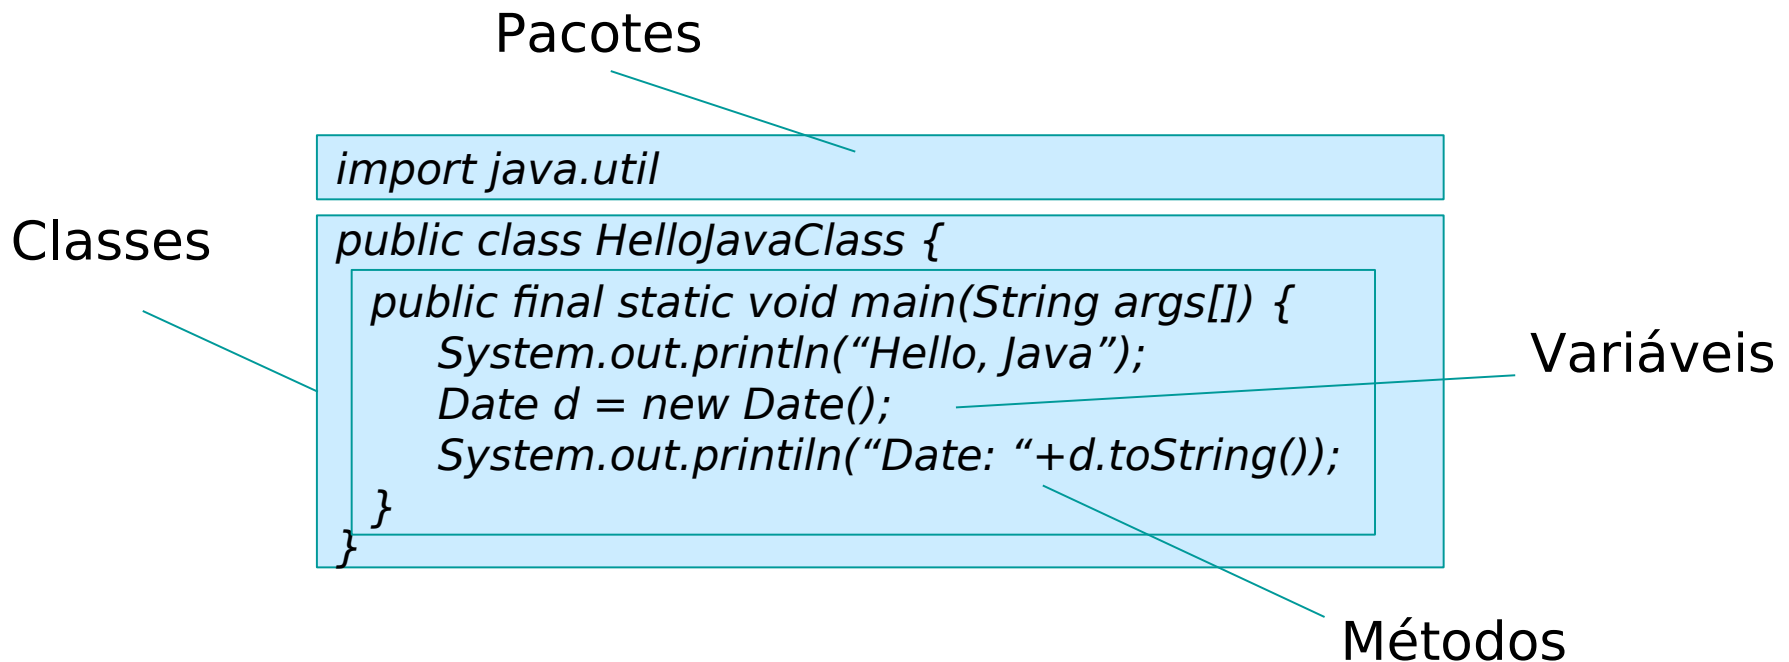 Pacotes
import java.util
Classes
public class HelloJavaClass {
public final static void main(String args[]) {
System.out.println(“Hello, Java”);
Variáveis
Date d = new Date();
System.out.printiln(“Date: “+d.toString());
}
}
Métodos